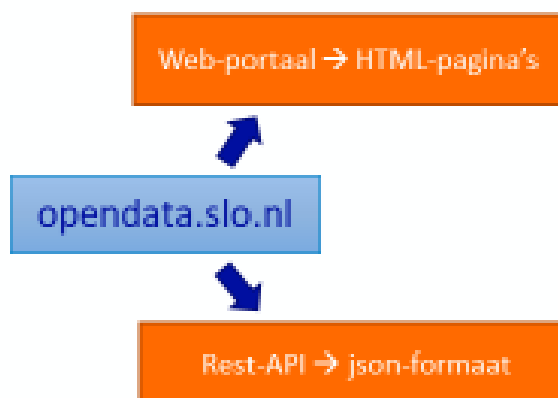 Web-portaal → HTML-pagina's
opendata.slo.nl
Rest-API → json-formaat